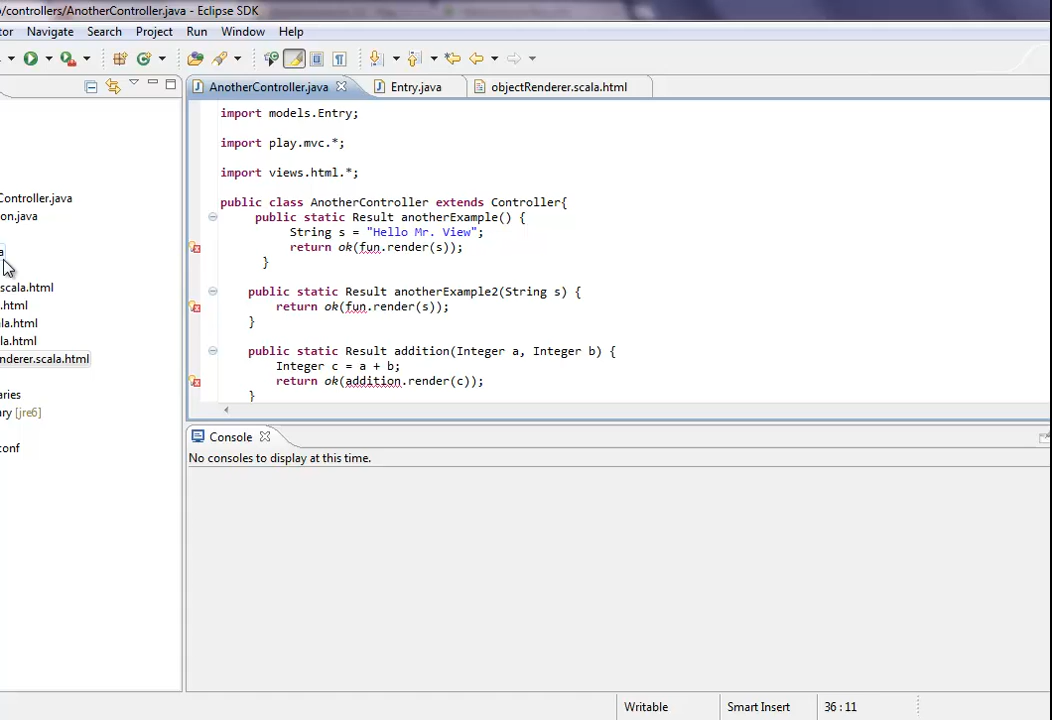 o/controllers/AnotherController.java - Eclipse SDK
tor Navigate Search Project Run Window Help
AnotherController.java Entry.java objectRenderer.scala.html
import models.Entry;
import play.mvc.*;
import views.html.*;
public class AnotherController extends Controller{
public static Result anotherExample() {
String s = "Hello Mr. View";
return ok(fun.render(s));
}
public static Result anotherExample2(String s) {
return ok(fun.render(s));
}
public static Result addition(Integer a, Integer b) {
Integer c = a + b;
return ok(addition.render(c));
}
Controller.java
on.java
a
scala.html
.html
la.html
la.html
nderer.scala.html
aries
ary [jre6]
conf
Console
No consoles to display at this time.
Writable Smart Insert 36 : 11